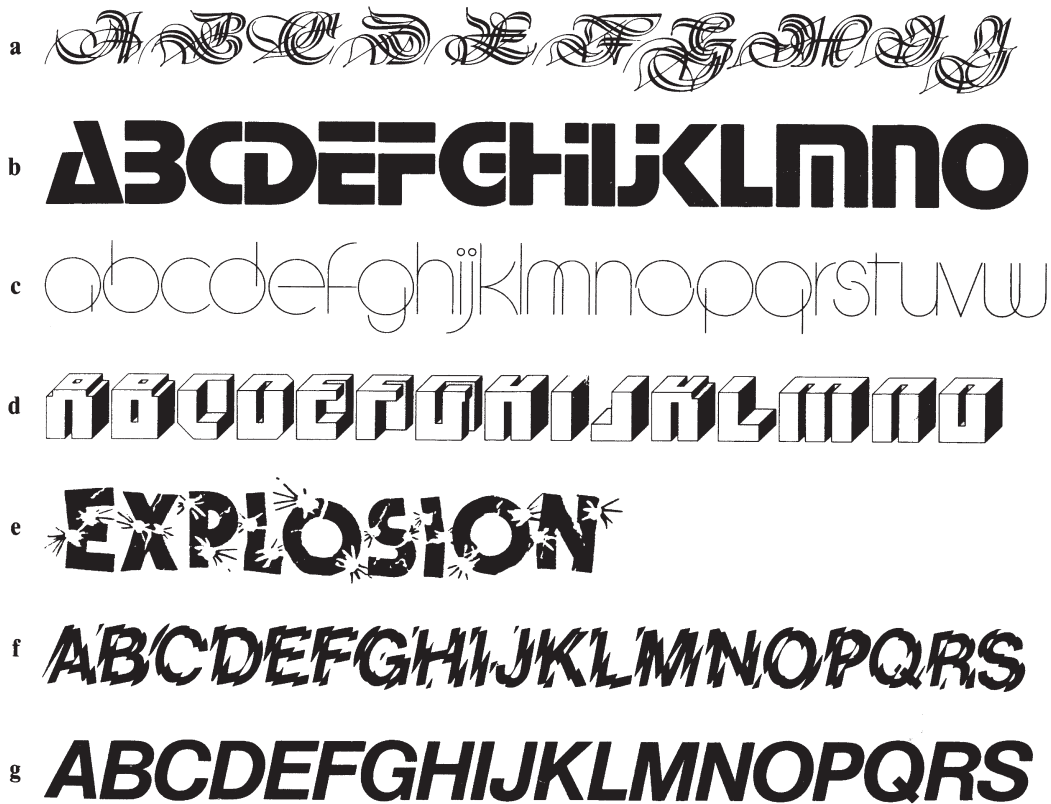 a ABCDEFGHIJ
b ABCDEFGHIJKLMNO
c abcdefghijklmnopqrstuvw
d ABCDEFGHIJKLMNO
e EXPLOSION
f ABCDEFGHIJKLMNOPQRS
g ABCDEFGHIJKLMNOPQRS